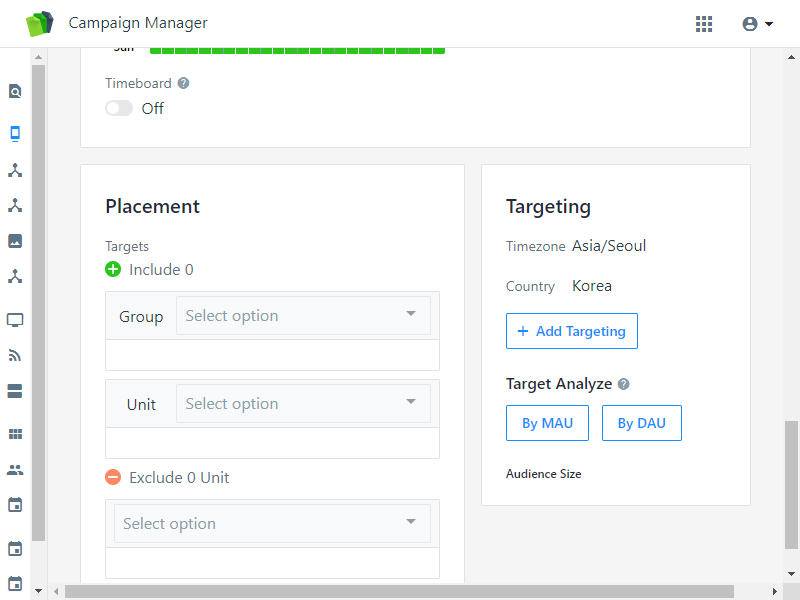 Campaign Manager
Sun
Timeboard
Off
Placement
Targets
Include 0
Group Select option
Unit Select option
Exclude 0 Unit
Select option
Targeting
Timezone Asia/Seoul
Country Korea
+ Add Targeting
Target Analyze
By MAU By DAU
Audience Size